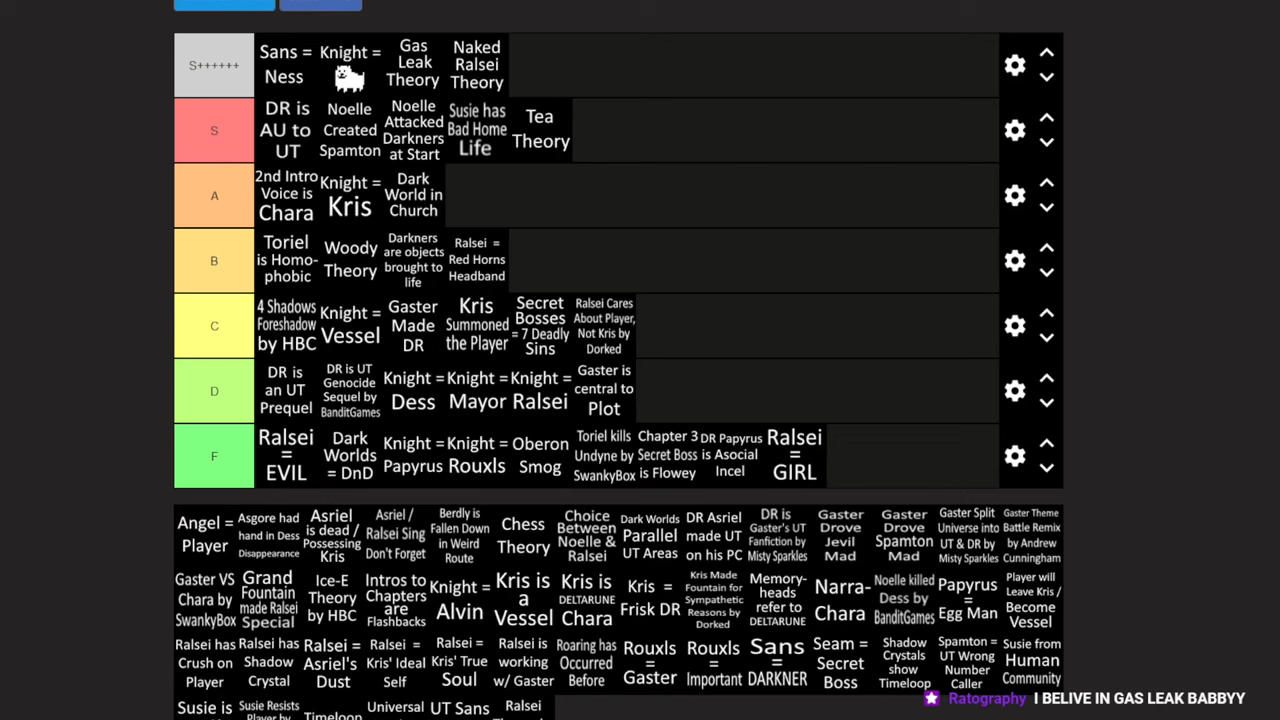 S++++++
Sans =
Ness
Knight =
Gas
Leak
Theory
Naked
Ralsei
Theory
S
DR is
AU to
UT
Noelle
Created
Spamton
Noelle
Attacked
Darkners
at Start
Susie has
Bad Home
Life
Tea
Theory
A
2nd Intro
Voice is
Chara
Knight =
Kris
Dark
World in
Church
B
Toriel
is Homo-
phobic
Woody
Theory
Darkners
are objects
brought to
life
Ralsei =
Red Horns
Headband
C
4 Shadows
Foreshadow
by HBC
Knight =
Vessel
Gaster
Made
DR
Kris
Summoned
the Player
Secret
Bosses
= 7 Deadly
Sins
Ralsei Cares
About Player,
Not Kris by
Dorked
D
DR is
an UT
Prequel
DR is UT
Genocide
Sequel by
BanditGames
Knight =
Dess
Knight =
Mayor
Knight =
Ralsei
Gaster is
central to
Plot
F
Ralsei
=
EVIL
Dark
Worlds
= DnD
Knight =
Papyrus
Knight =
Rouxls
Oberon
Smog
Toriel kills
Undyne by
SwankyBox
Chapter 3
Secret Boss
is Flowey
DR Papyrus
is Asocial
Incel
Ralsei
=
GIRL
Angel =
Player
Asgore had
hand in Dess
Disappearance
Asriel
is dead /
Possessing
Kris
Asriel /
Ralsei Sing
Don't Forget
Berdly is
Fallen Down
in Weird
Route
Chess
Theory
Choice
Between
Noelle &
Ralsei
Dark Worlds
Parallel
UT Areas
DR Asriel
made UT
on his PC
DR is
Gaster's UT
Fanfiction by
Misty Sparkles
Gaster
Drove
Jevil
Mad
Gaster
Drove
Spamton
Mad
Gaster Split
Universe into
UT & DR by
Misty Sparkles
Gaster Theme
Battle Remix
by Andrew
Cunningham
Gaster VS
Chara by
SwankyBox
Grand
Fountain
made Ralsei
Special
Ice-E
Theory
by HBC
Intros to
Chapters
are
Flashbacks
Knight =
Alvin
Kris is
a
Vessel
Kris is
DELTARUNE
Chara
Kris =
Frisk DR
Kris Made
Fountain for
Sympathetic
Reasons by
Dorked
Memory-
heads
refer to
DELTARUNE
Narra-
Chara
Noelle killed
Dess by
BanditGames
Papyrus
=
Egg Man
Player will
Leave Kris /
Become
Vessel
Ralsei has
Crush on
Player
Ralsei has
Shadow
Crystal
Ralsei =
Asriel's
Dust
Ralsei =
Kris' Ideal
Self
Ralsei =
Kris' True
Soul
Ralsei is
working
w/ Gaster
Roaring has
Occurred
Before
Rouxls
=
Gaster
Rouxls
=
Important
Sans
=
DARKNER
Seam =
Secret
Boss
Shadow
Crystals
show
Timeloop
Spamton =
UT Wrong
Number
Caller
Susie from
Human
Community
Susie is
Susie Resists
Player by
Timeloop
Universal
UT Sans
Ralsei
Theory
Ratography I BELIVE IN GAS LEAK BABBYY